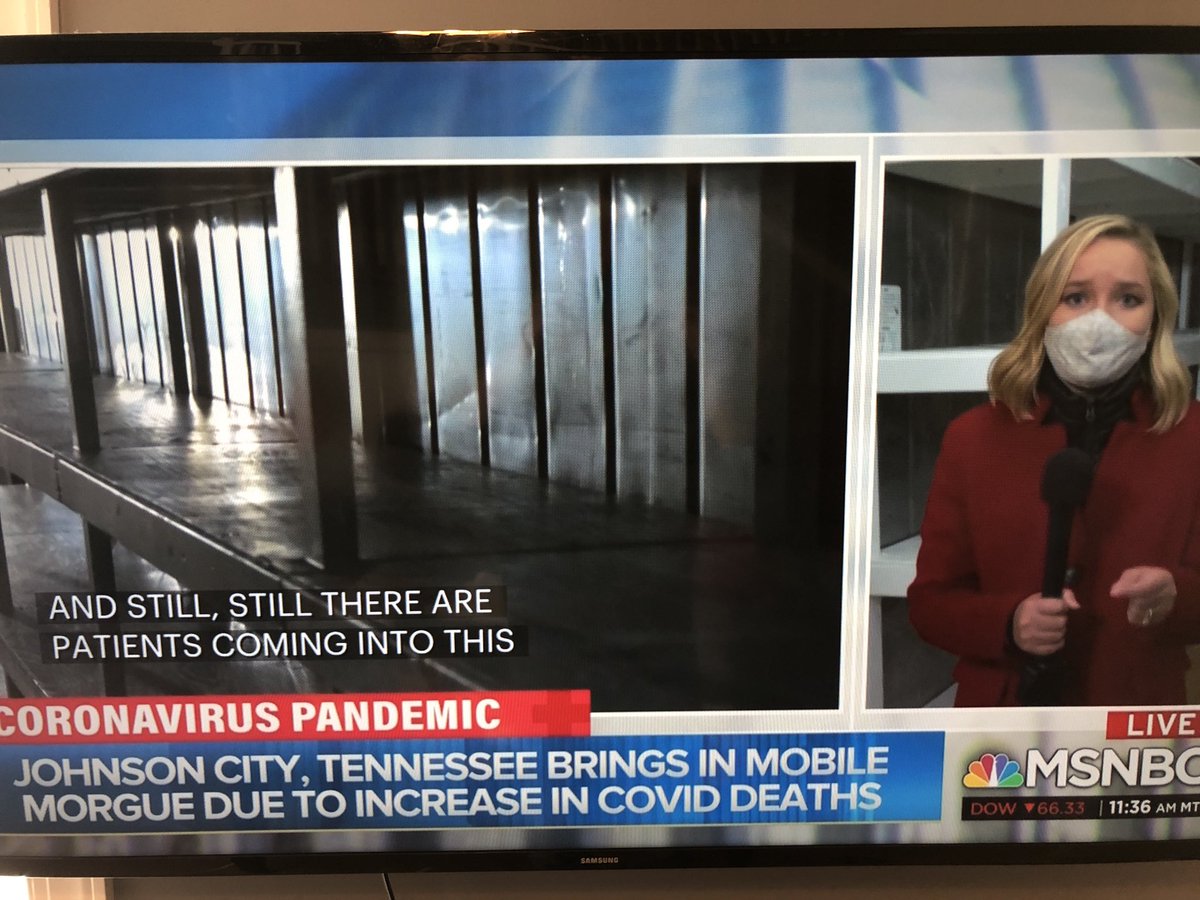 AND STILL, STILL THERE ARE
PATIENTS COMING INTO THIS
CORONAVIRUS PANDEMIC
JOHNSON CITY, TENNESSEE BRINGS IN MOBILE
MORGUE DUE TO INCREASE IN COVID DEATHS
LIVE
MSNBC
DOW ▼66.33 | 11:36 AM MT
SAMSUNG